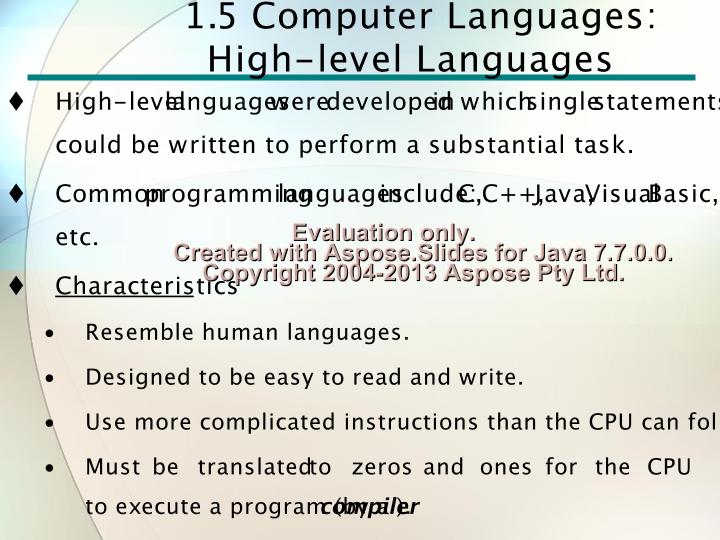 1.5 Computer Languages:
High-level Languages
♦ High-level languages were developed in which single statements
could be written to perform a substantial task.
♦ Common programming languages include C, C++, Java, Visual Basic,
etc.
Evaluation only.
Created with Aspose.Slides for Java 7.7.0.0.
Copyright 2004-2013 Aspose Pty Ltd.
♦ Characteristics
• Resemble human languages.
• Designed to be easy to read and write.
• Use more complicated instructions than the CPU can fol
• Must be translated to zeros and ones for the CPU
to execute a program (by a compiler).